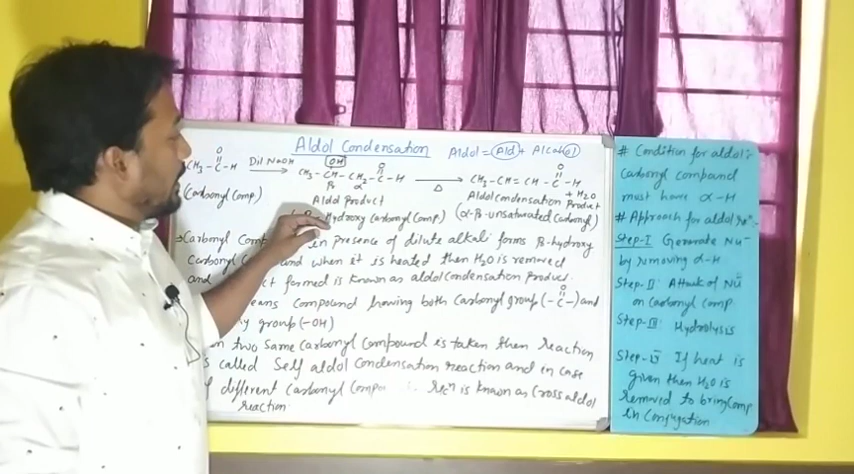 Aldol Condensation Aldol = Ald + Alcohol
CH3-C-H Dil NaOH CH3-CH-CH2-C-H Δ CH3-CH=CH-C-H
O OH O O
β α + H2O
(Carbonyl Comp) Aldol Product Aldol condensation Product
Hydroxy carbonyl Comp.) (α-β-unsaturated Carbonyl)
⇒Carbonyl Comp in presence of dilute alkali forms β-hydroxy
Carbonyl and when it is heated then H2O is removed
and formed is known as aldol condensation product.
Compound having both Carbonyl group (-C-) and
O
group (-OH)
two Same Carbonyl Compound is taken then reaction
called Self aldol Condensation reaction and in case
different Carbonyl rxn is known as Cross aldol
reaction.
# Condition for aldol:-
Carbonyl compound
must have α-H
# Approach for aldol rxn:-
Step-I Generate Nu-
by removing α-H
Step-II Attack of Nu-
on Carbonyl comp
Step-III Hydrolysis
Step-IV If heat is
given then H2O is
removed to bring comp
in Conjugation